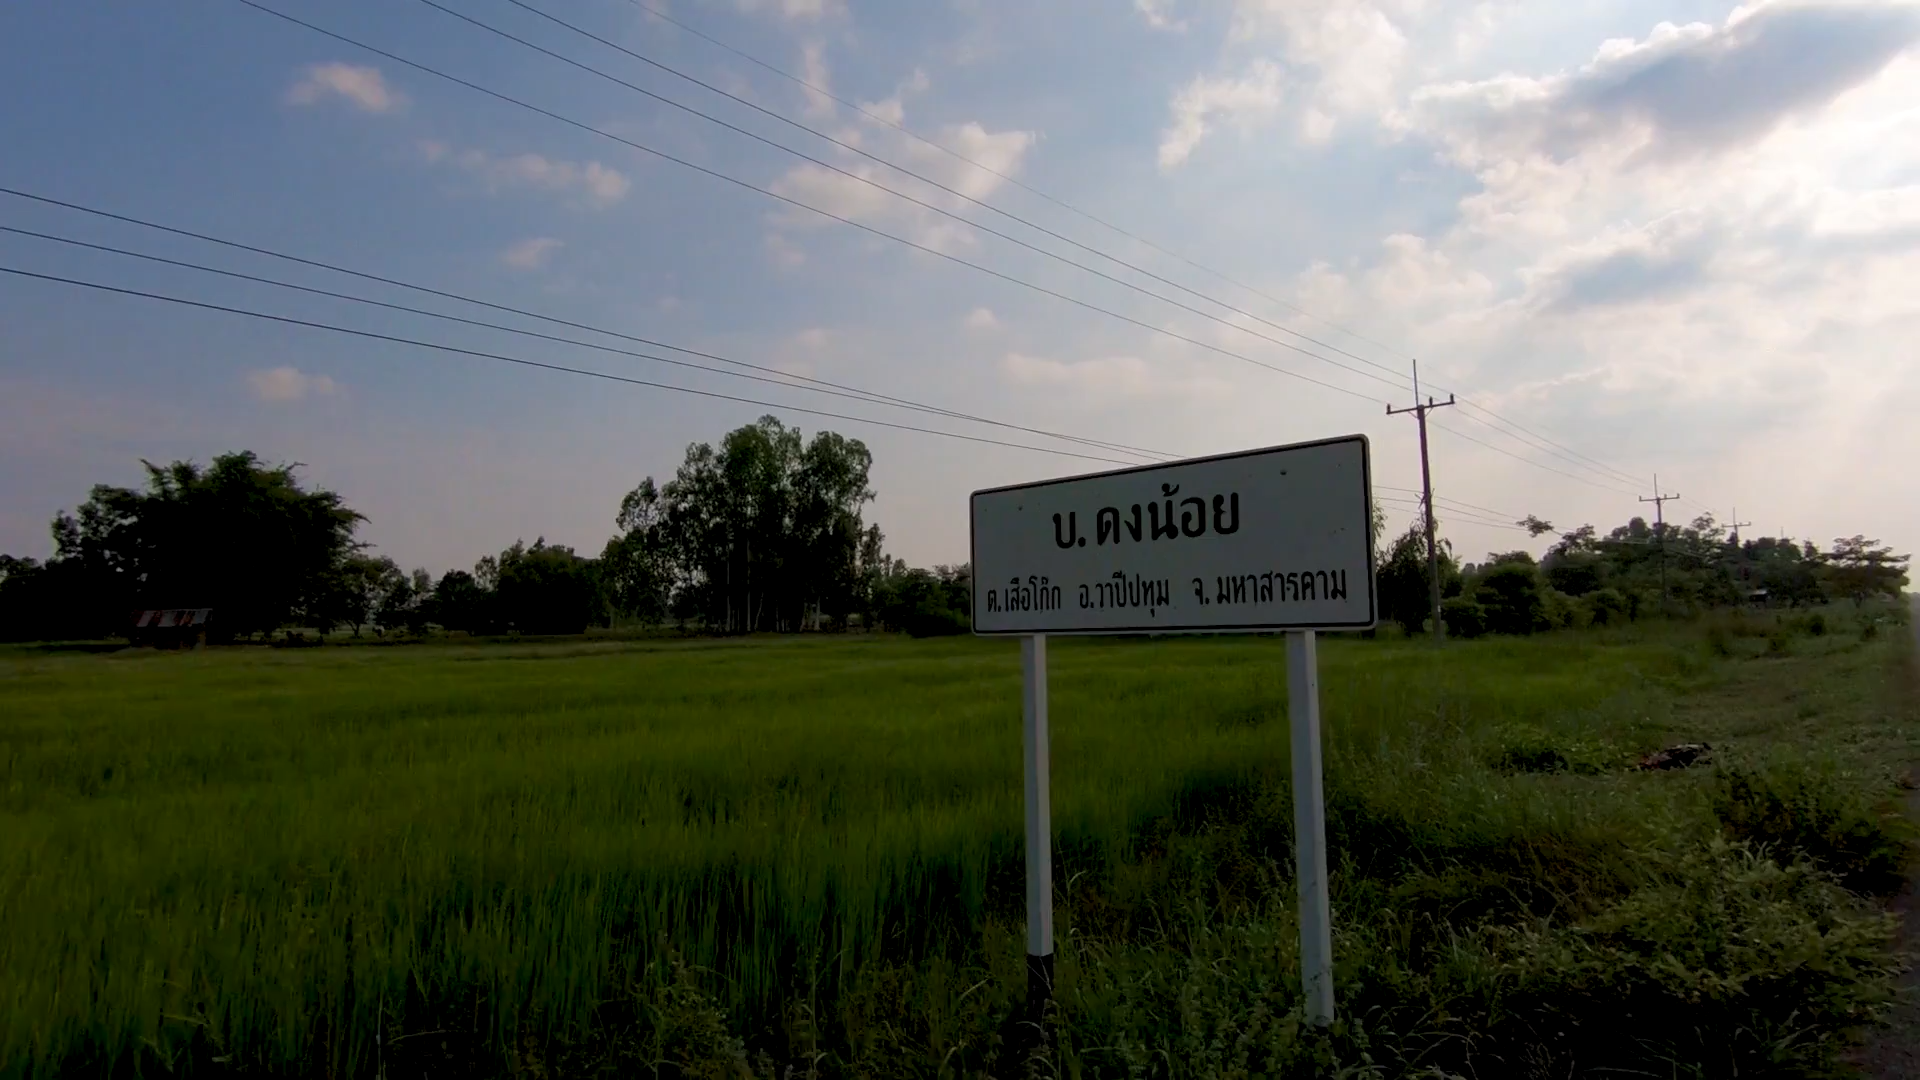 บ. ดงน้อย
ต. เสือโก้ก อ.วาปีปทุม จ. มหาสารคาม